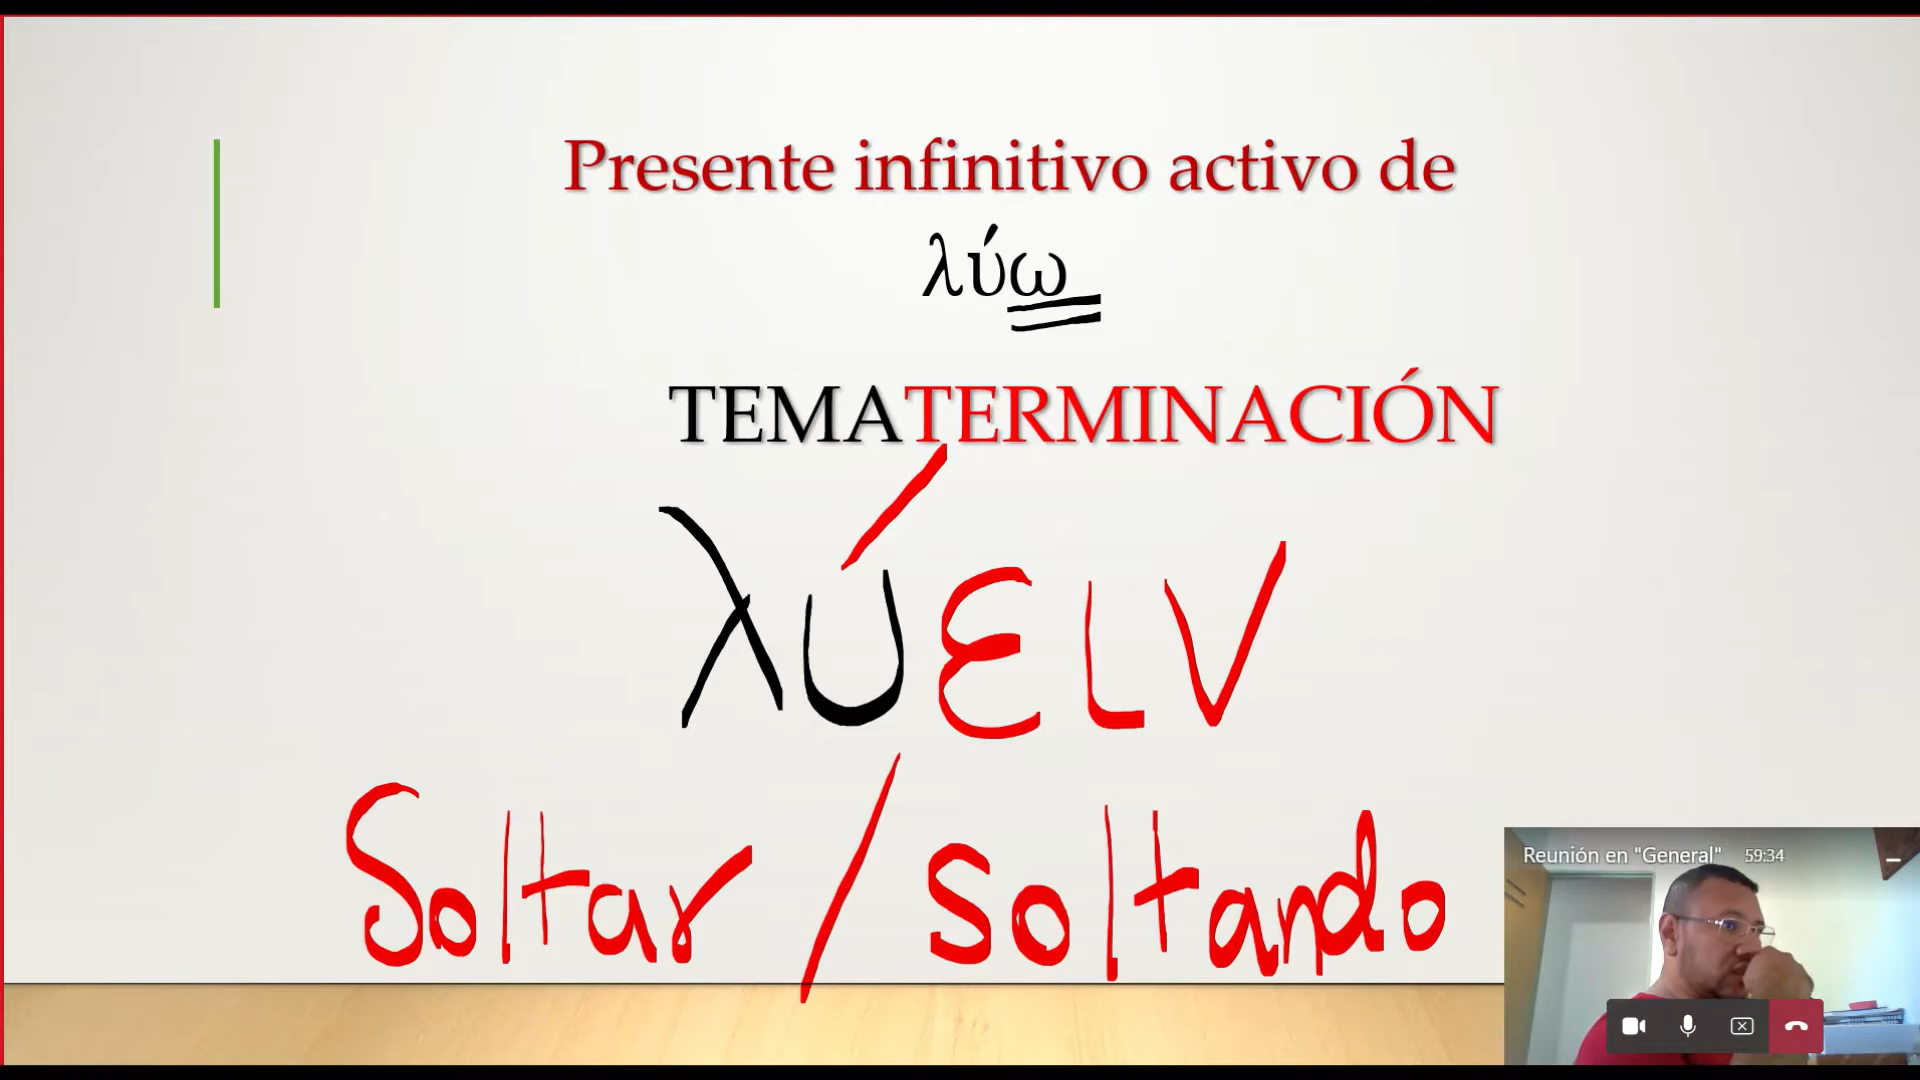 Presente infinitivo activo de
λύω
TEMATERMINACIÓN
λύειν
Soltar / soltando
Reunión en "General" 59:34